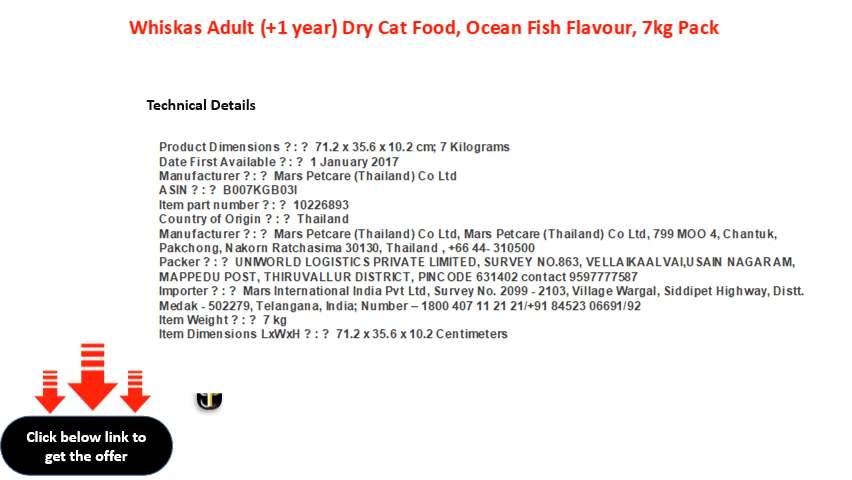 Whiskas Adult (+1 year) Dry Cat Food, Ocean Fish Flavour, 7kg Pack
Technical Details
Product Dimensions ? : ? 71.2 x 35.6 x 10.2 cm; 7 Kilograms
Date First Available ? : ? 1 January 2017
Manufacturer ? : ? Mars Petcare (Thailand) Co Ltd
ASIN ? : ? B007KGB03I
Item part number ? : ? 10226893
Country of Origin ? : ? Thailand
Manufacturer ? : ? Mars Petcare (Thailand) Co Ltd, Mars Petcare (Thailand) Co Ltd, 799 MOO 4, Chantuk,
Pakchong, Nakorn Ratchasima 30130, Thailand , +66 44- 310500
Packer ? : ? UNIWORLD LOGISTICS PRIVATE LIMITED, SURVEY NO.863, VELLAIKAALVAI,USAIN NAGARAM,
MAPPEDU POST, THIRUVALLUR DISTRICT, PINCODE 631402 contact 9597777587
Importer ? : ? Mars International India Pvt Ltd, Survey No. 2099 - 2103, Village Wargal, Siddipet Highway, Distt.
Medak - 502279, Telangana, India; Number – 1800 407 11 21 21/+91 84523 06691/92
Item Weight ? : ? 7 kg
Item Dimensions LxWxH ? : ? 71.2 x 35.6 x 10.2 Centimeters
Click below link to
get the offer